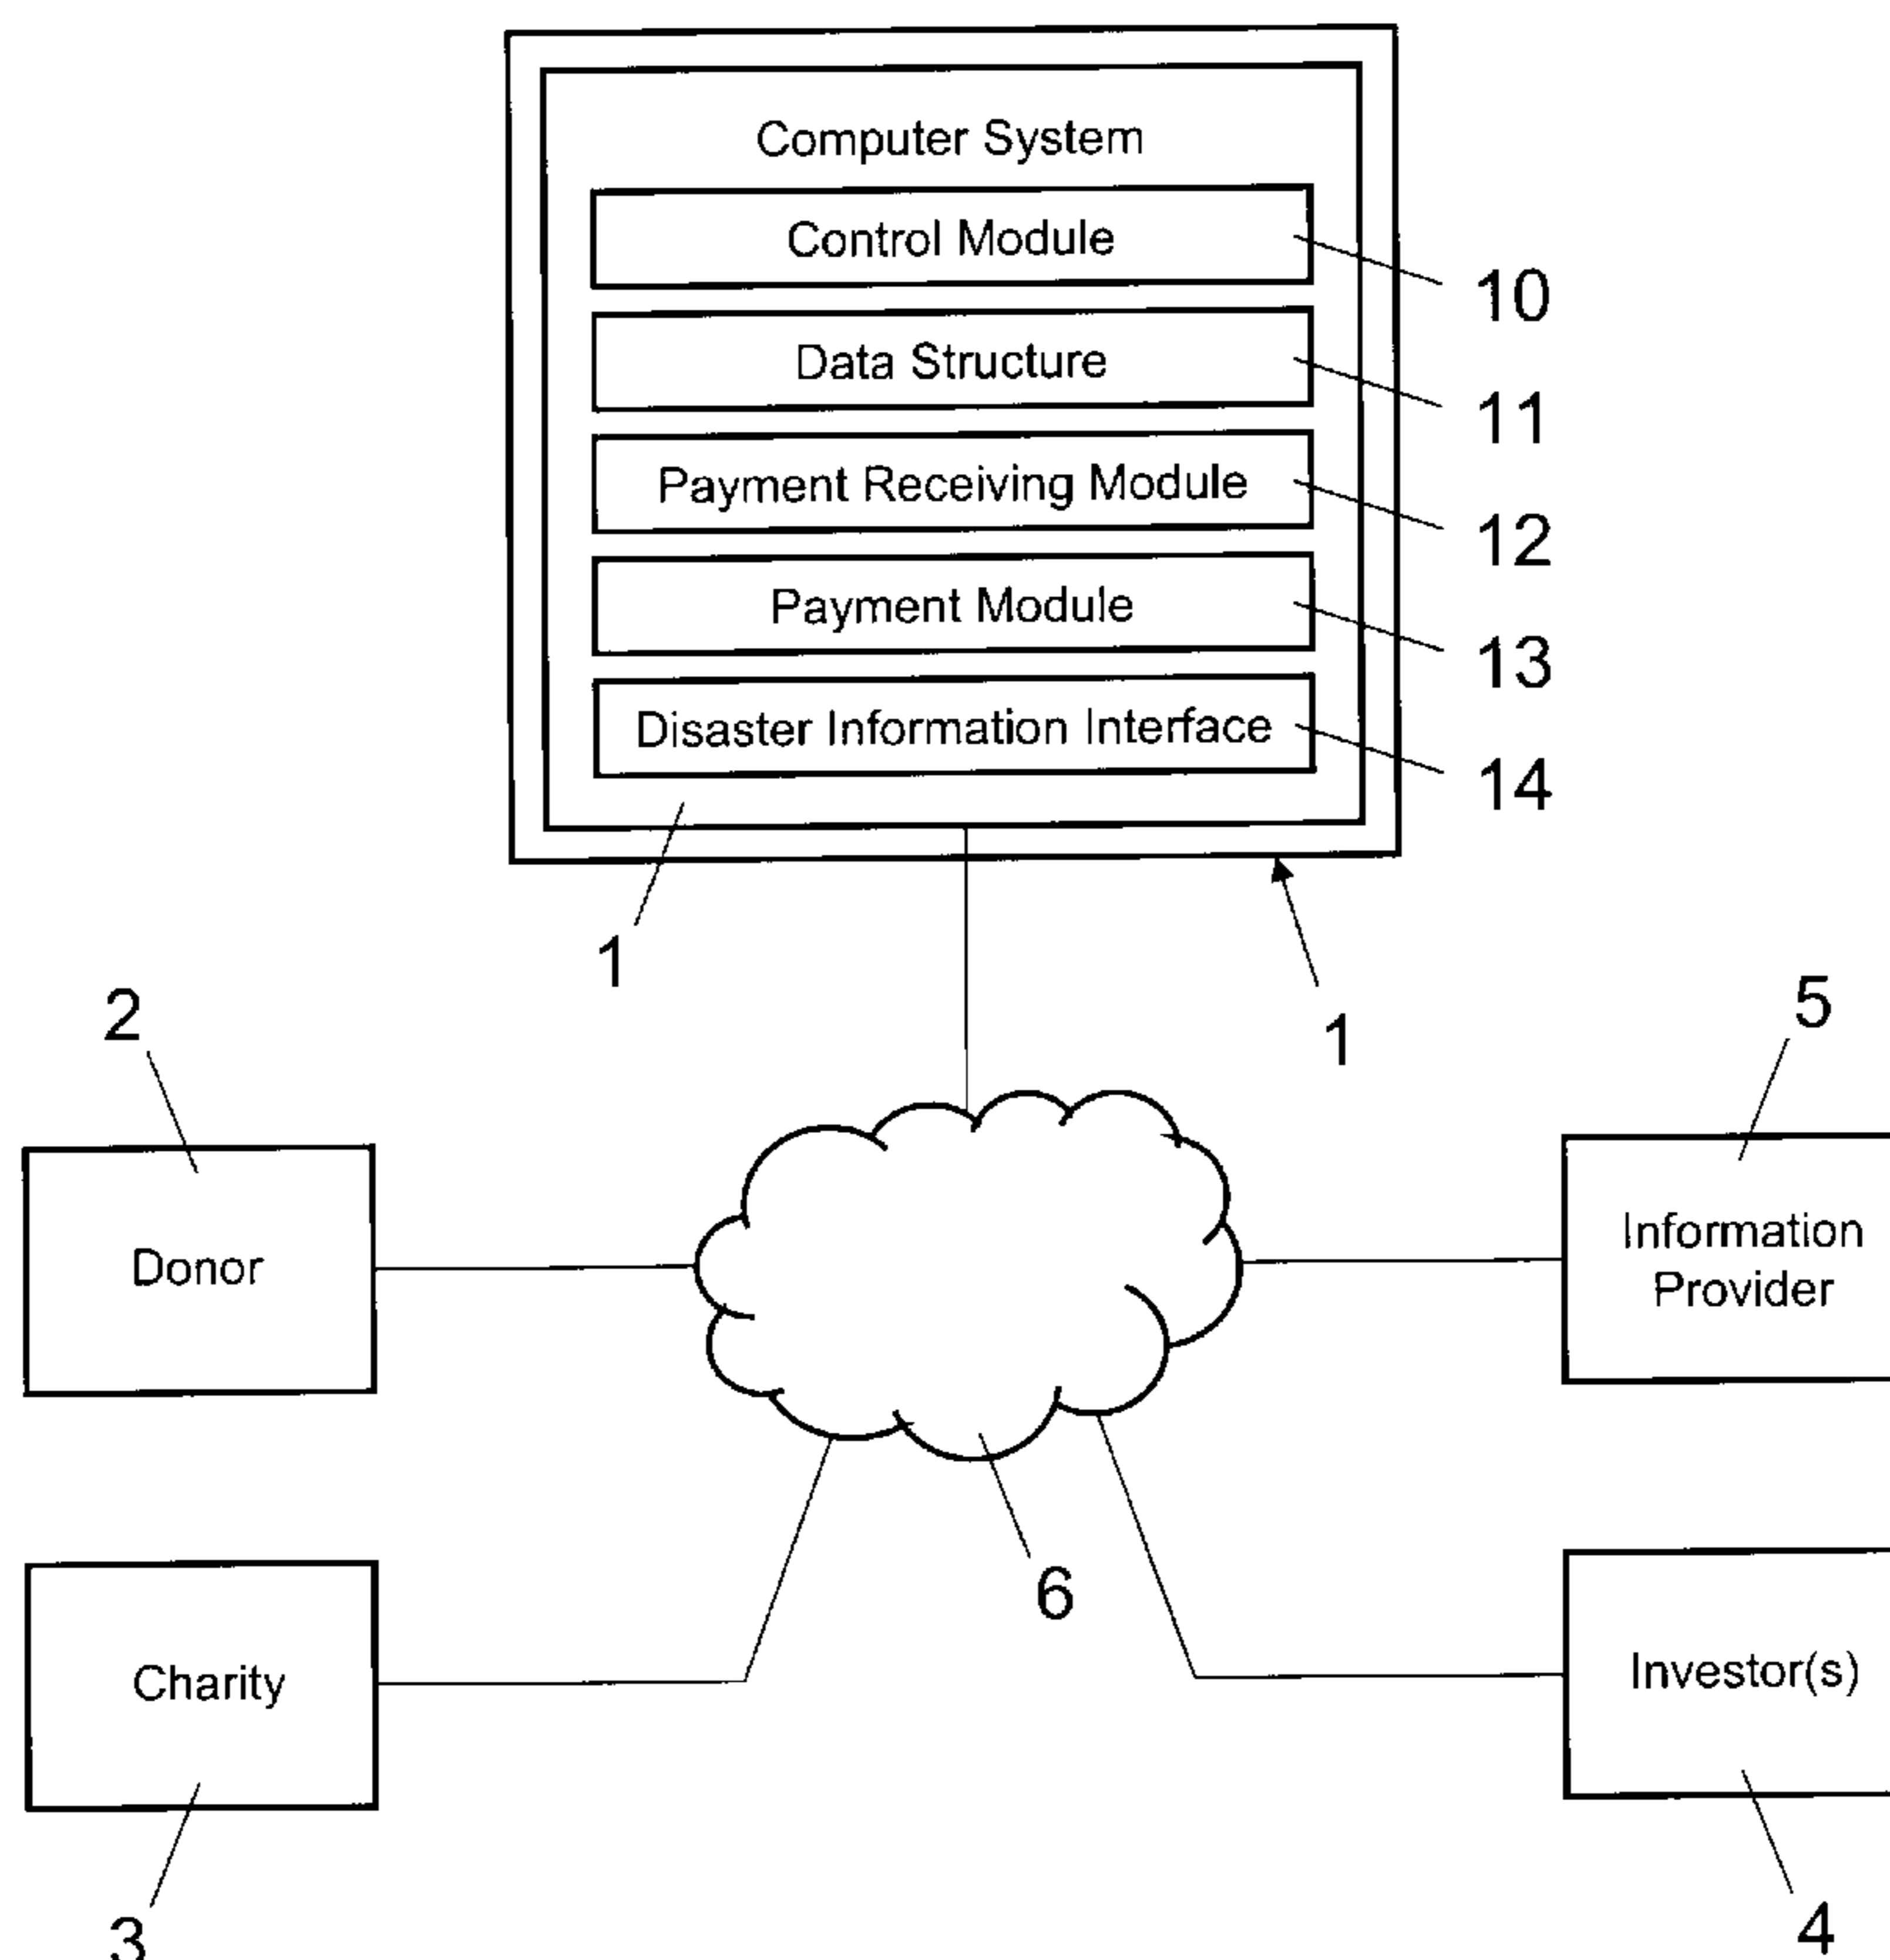 Computer System
Control Module
10
Data Structure
11
Payment Receiving Module
12
Payment Module
13
Disaster Information Interface
14
1
1
2
5
Donor
Information
Provider
6
Charity
Investor(s)
3
4